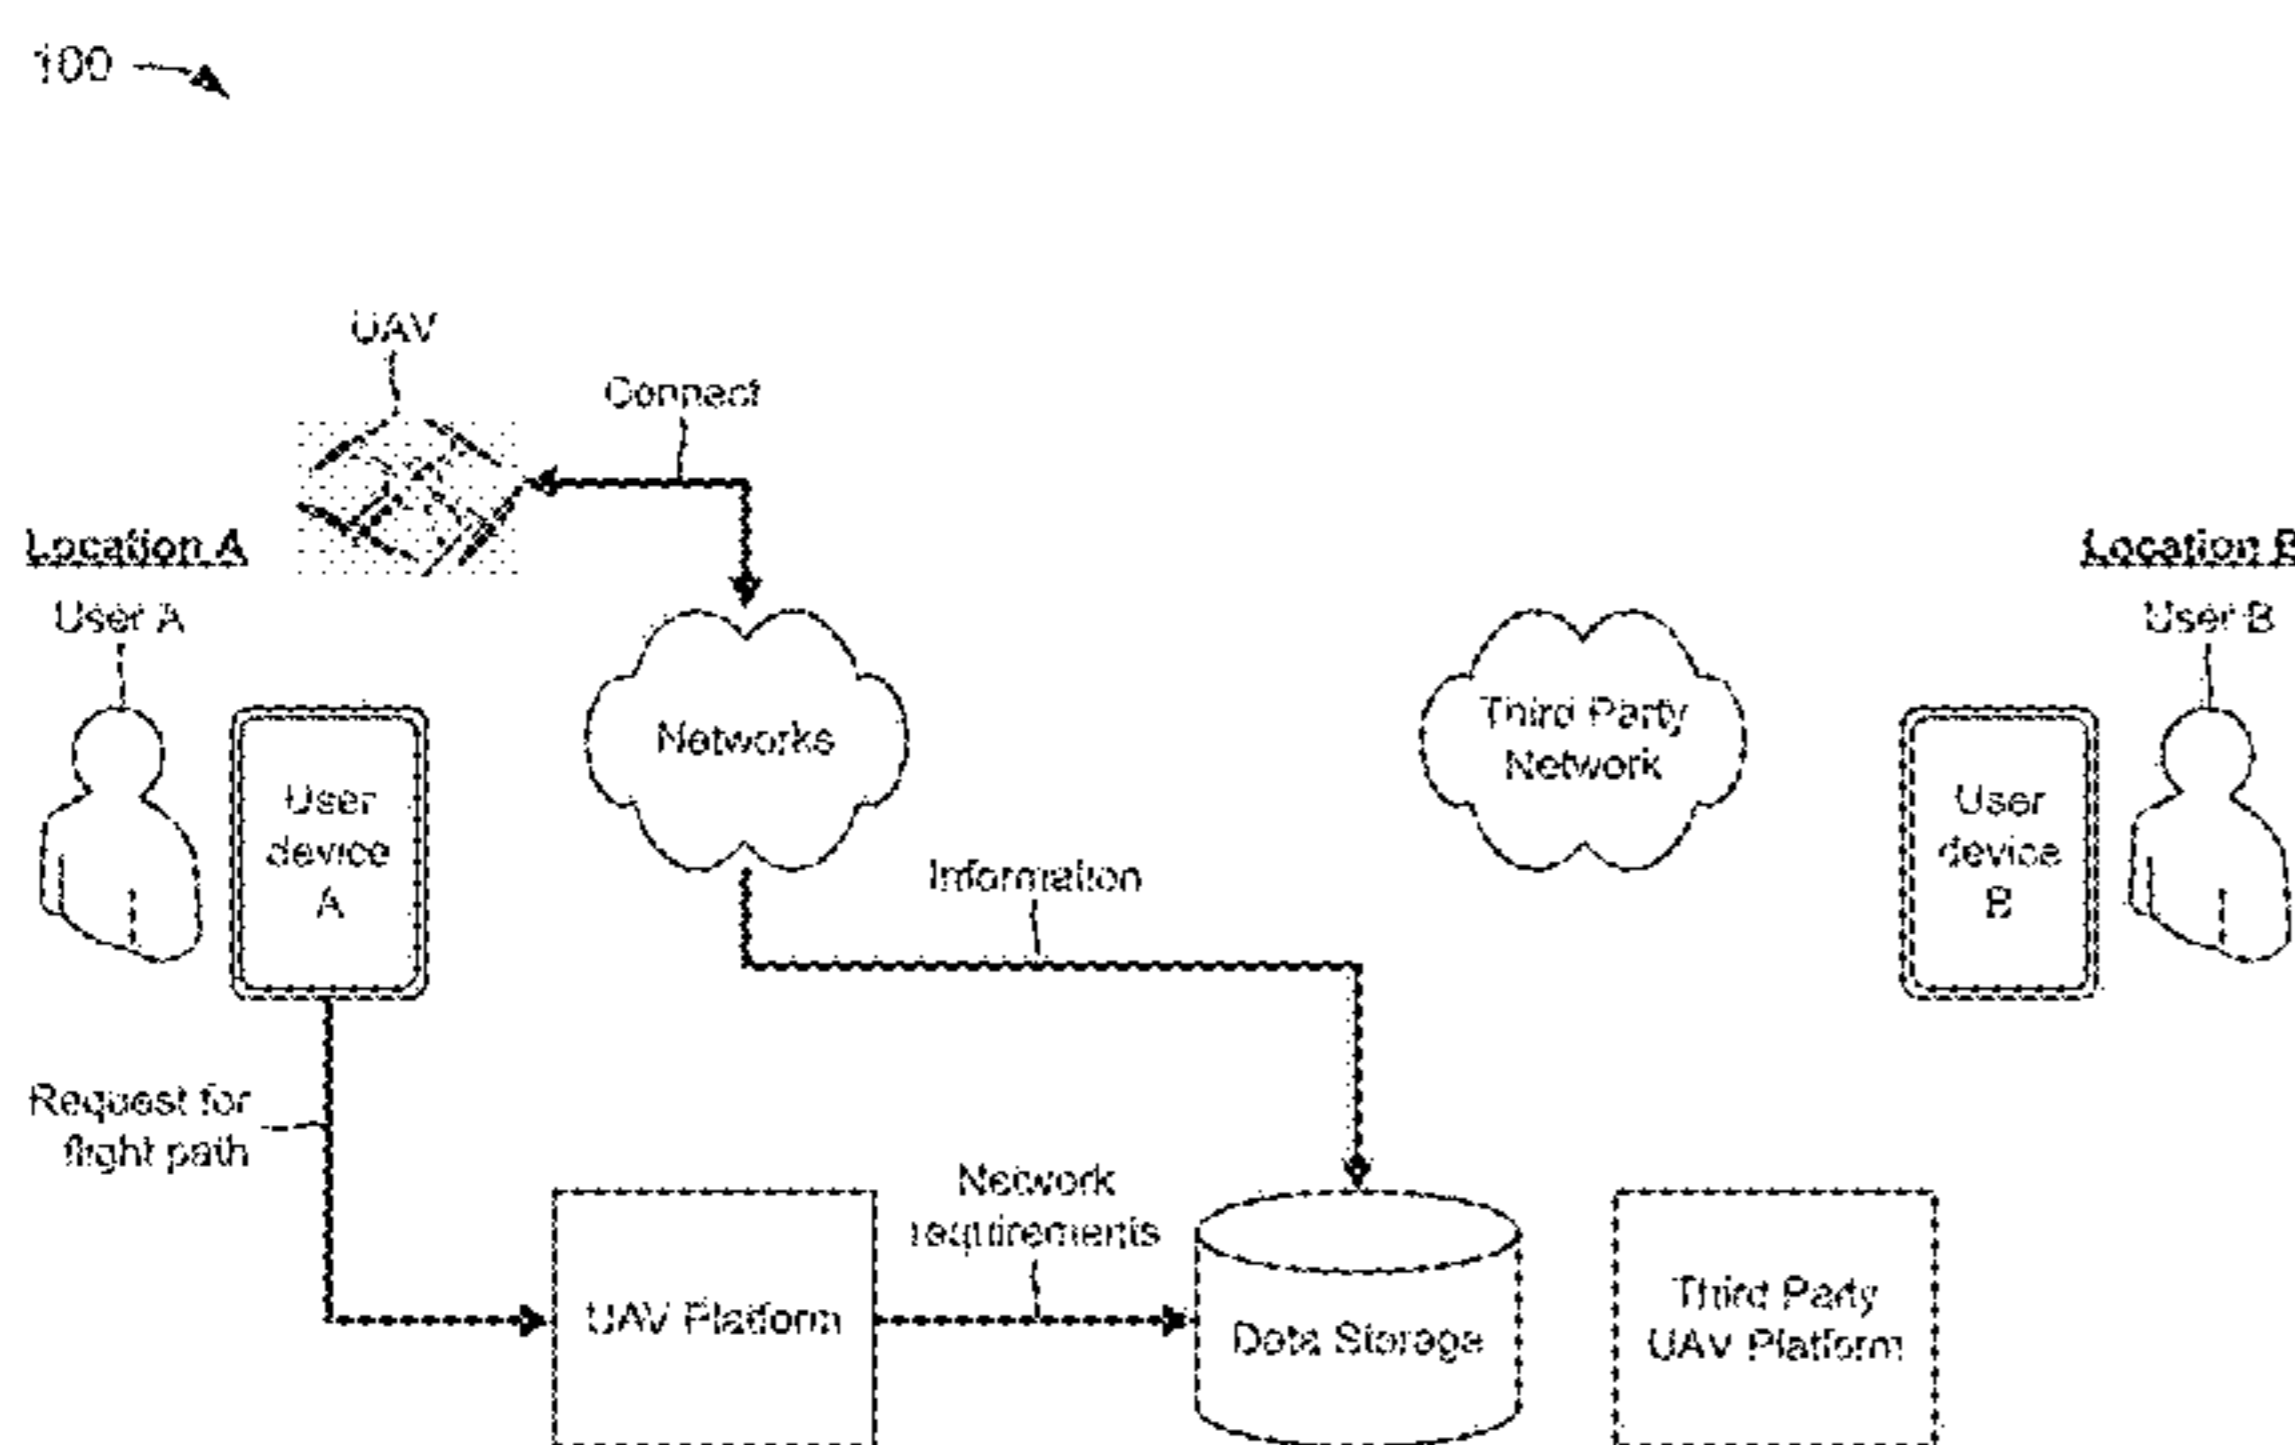 100
UAV
Connect
Location A
Location B
User A
User B
Networks
Third Party
Network
User
device
A
User
device
B
Information
Request for
flight path
Network
requirements
UAV Platform
Data Storage
Third Party
UAV Platform